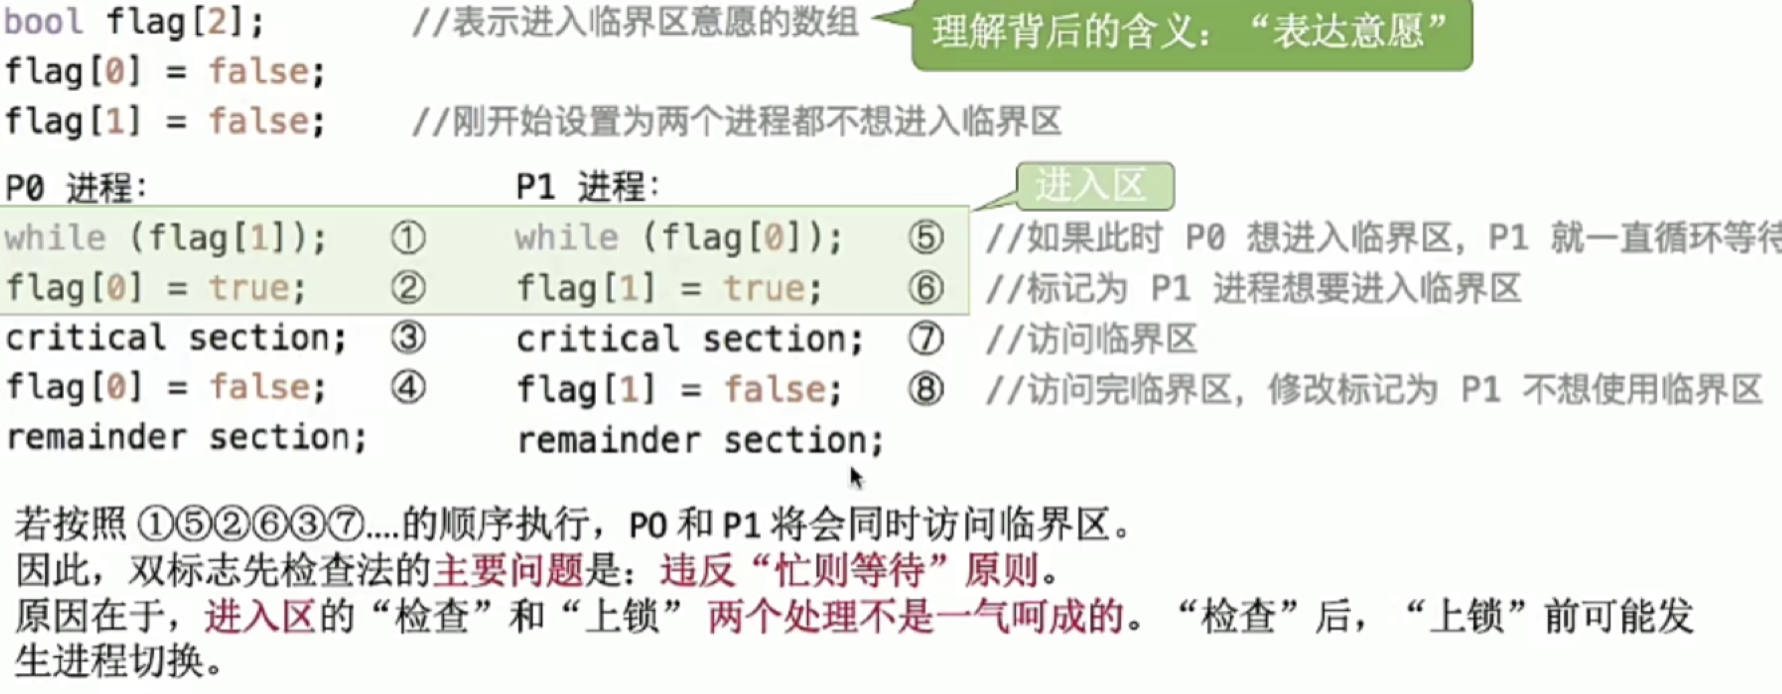 bool flag[2]; //表示进入临界区意愿的数组 理解背后的含义：“表达意愿”
flag[0] = false;
flag[1] = false; //刚开始设置为两个进程都不想进入临界区
P0 进程: P1 进程: 进入区
while (flag[1]); ① while (flag[0]); ⑤ //如果此时 P0 想进入临界区，P1 就一直循环等待
flag[0] = true; ② flag[1] = true; ⑥ //标记为 P1 进程想要进入临界区
critical section; ③ critical section; ⑦ //访问临界区
flag[0] = false; ④ flag[1] = false; ⑧ //访问完临界区，修改标记为 P1 不想使用临界区
remainder section; remainder section;
若按照 ①⑤②⑥③⑦....的顺序执行，P0 和 P1 将会同时访问临界区。
因此，双标志先检查法的主要问题是：违反“忙则等待”原则。
原因在于，进入区的“检查”和“上锁” 两个处理不是一气呵成的。“检查”后，“上锁”前可能发
生进程切换。